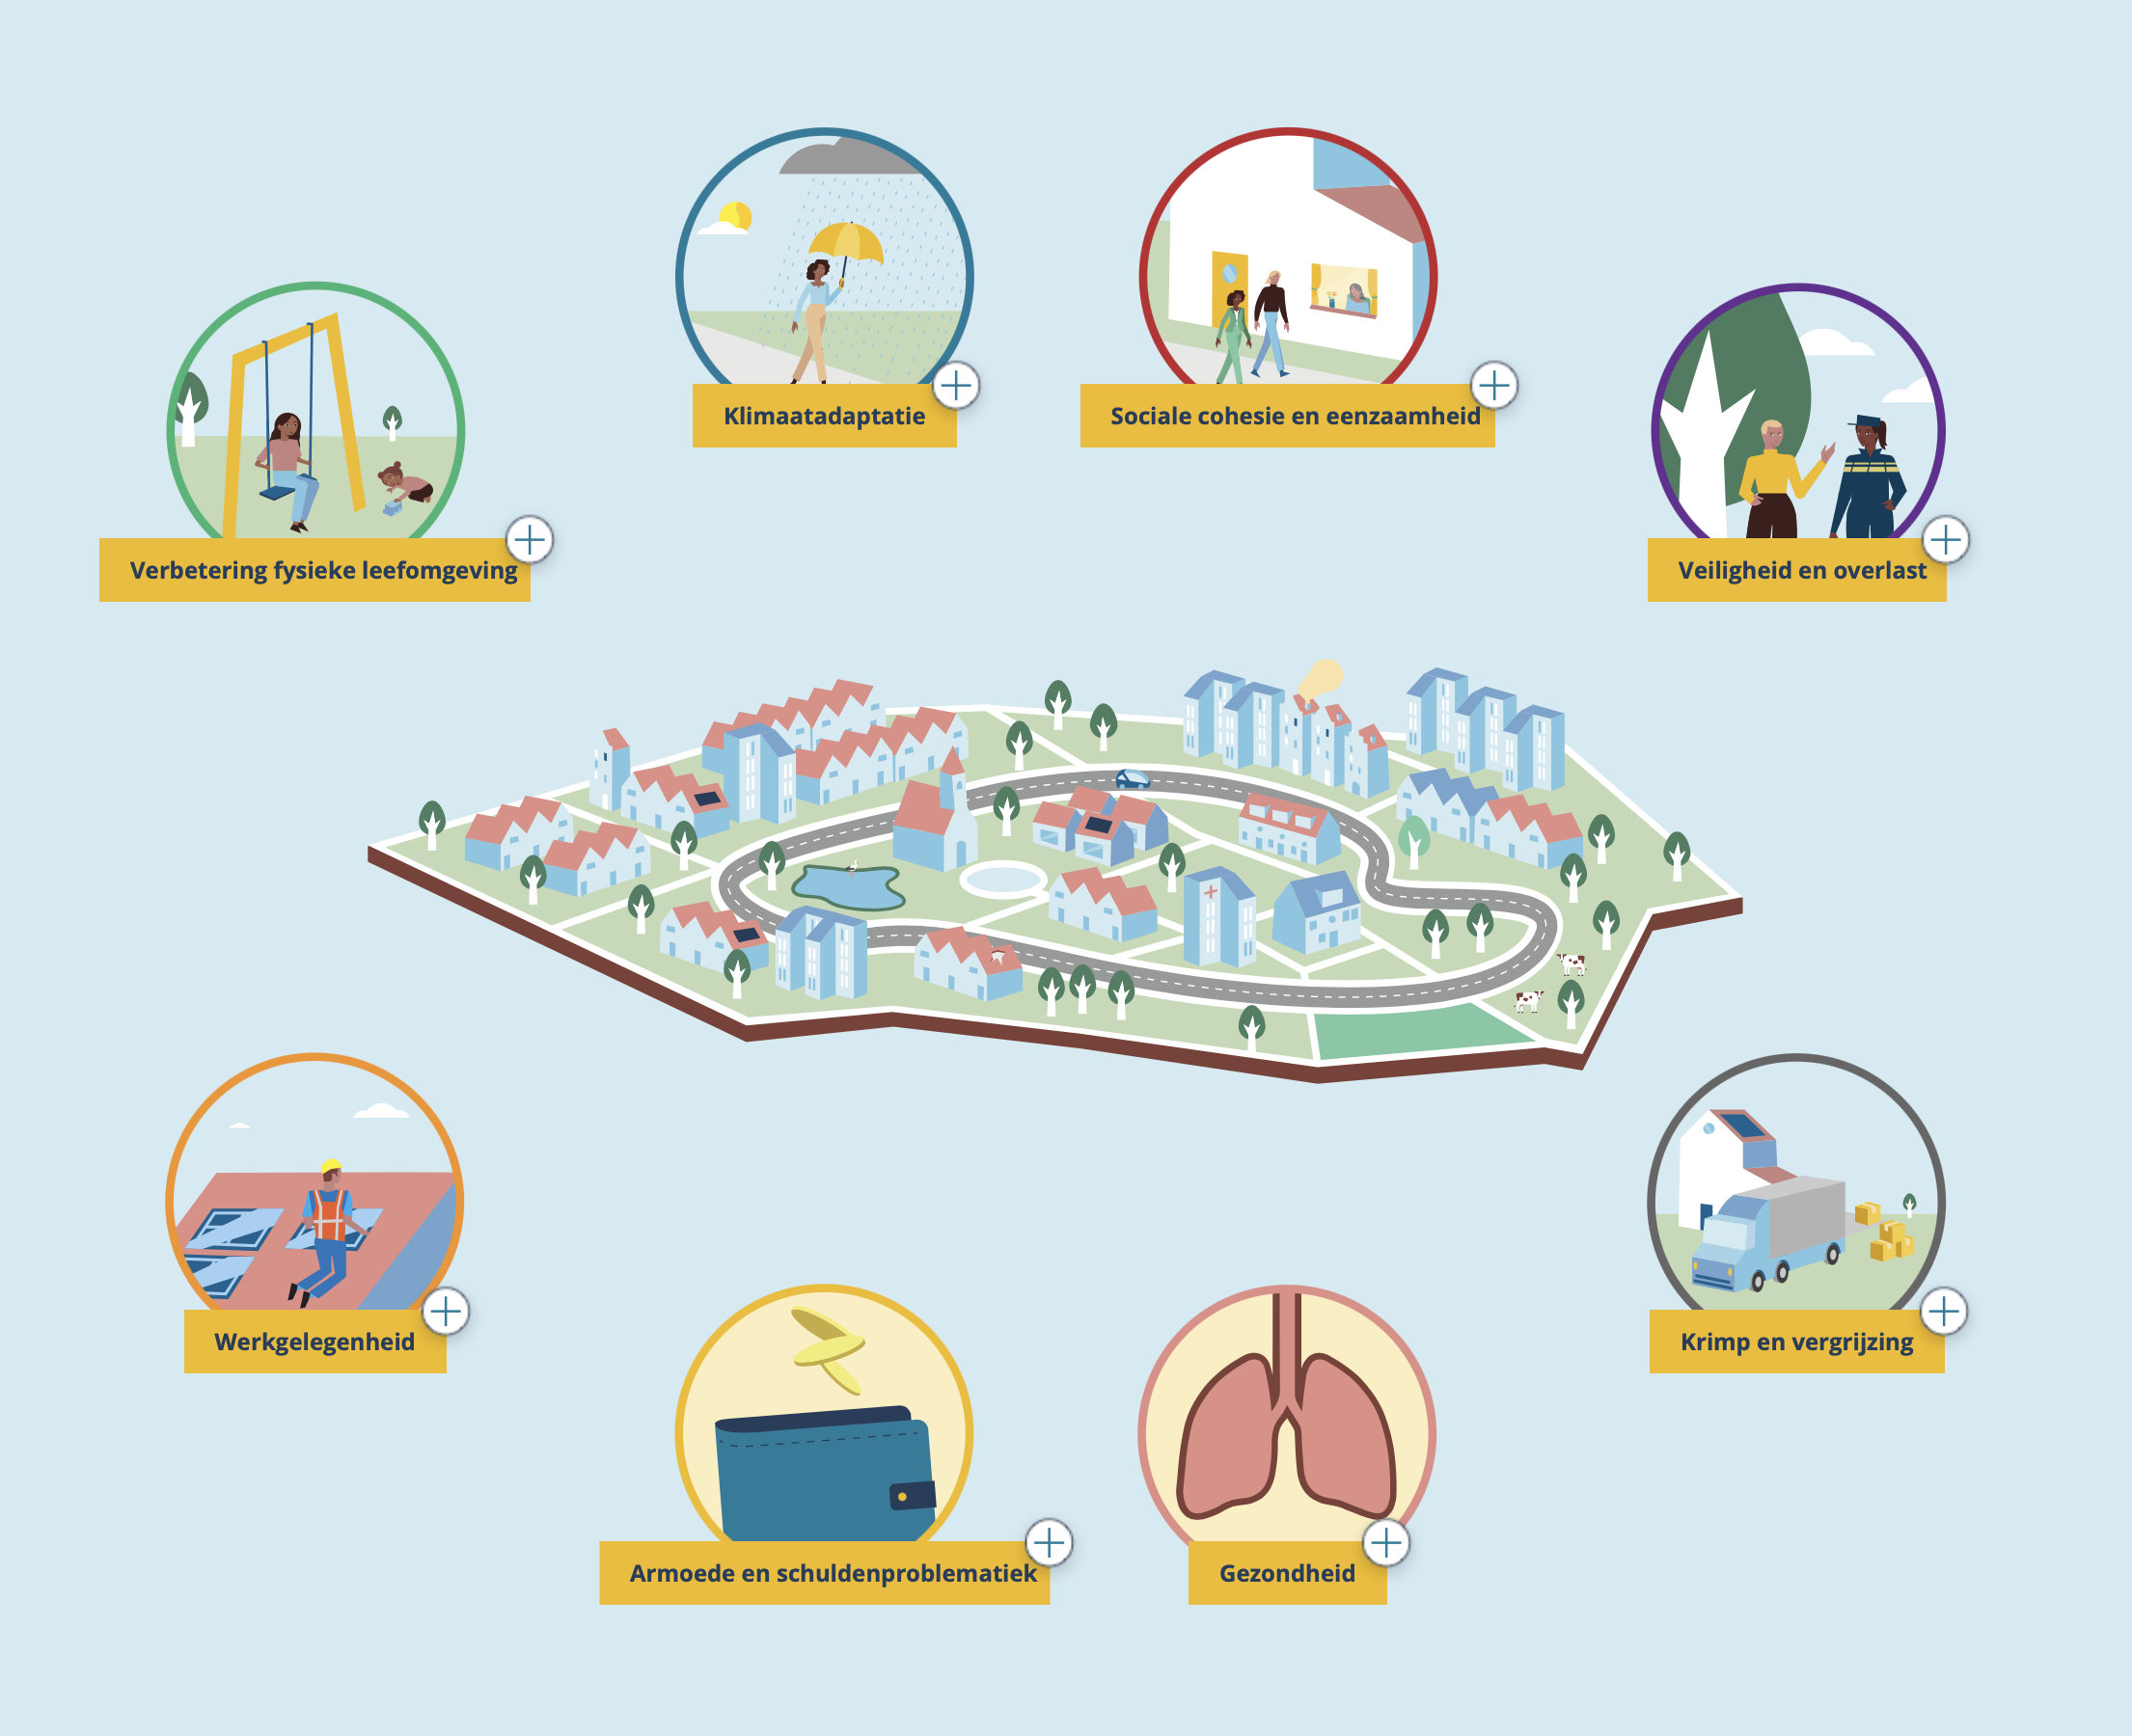 Klimaatadaptatie
Sociale cohesie en eenzaamheid
Verbetering fysieke leefomgeving
Veiligheid en overlast
Werkgelegenheid
Krimp en vergrijzing
Armoede en schuldenproblematiek
Gezondheid